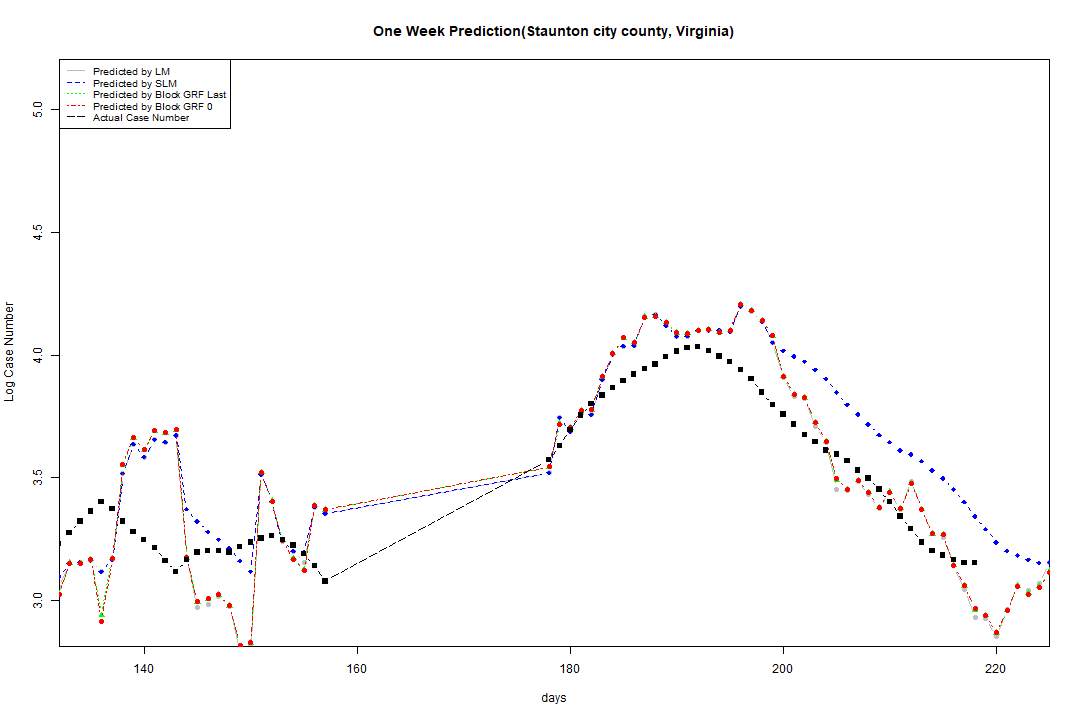 One Week Prediction(Staunton city county, Virginia)
Predicted by LM
Predicted by SLM
Predicted by Block GRF Last
Predicted by Block GRF 0
Actual Case Number
5.0
4.5
4.0
3.5
3.0
Log Case Number
140 160 180 200 220
days